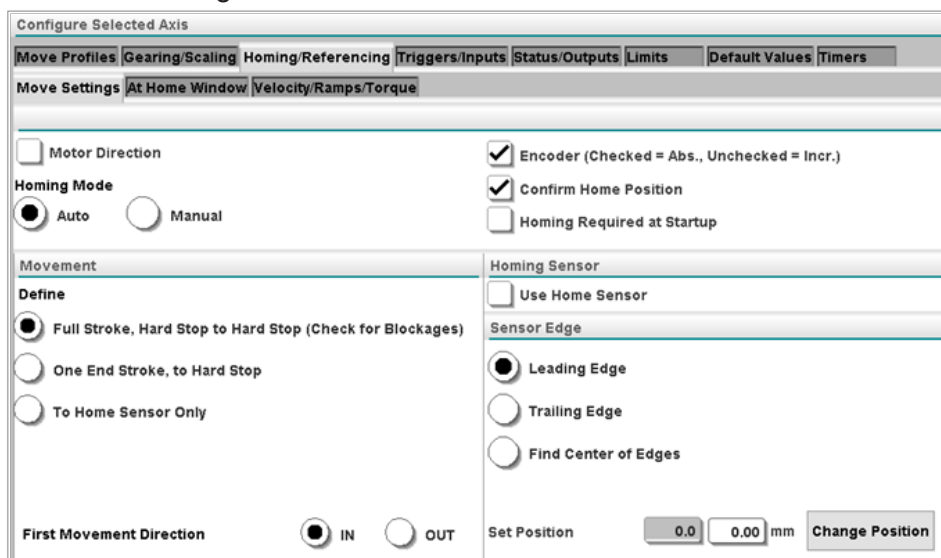 Configure Selected Axis
Move Profiles Gearing/Scaling Homing/Referencing Triggers/Inputs Status/Outputs Limits Default Values Timers
Move Settings At Home Window Velocity/Ramps/Torque
Motor Direction
Encoder (Checked = Abs., Unchecked = Incr.)
Homing Mode
Confirm Home Position
Auto Manual
Homing Required at Startup
Movement
Homing Sensor
Define
Use Home Sensor
Full Stroke, Hard Stop to Hard Stop (Check for Blockages)
Sensor Edge
One End Stroke, to Hard Stop
Leading Edge
To Home Sensor Only
Trailing Edge
Find Center of Edges
First Movement Direction IN OUT
Set Position 0.0 0.00 mm Change Position